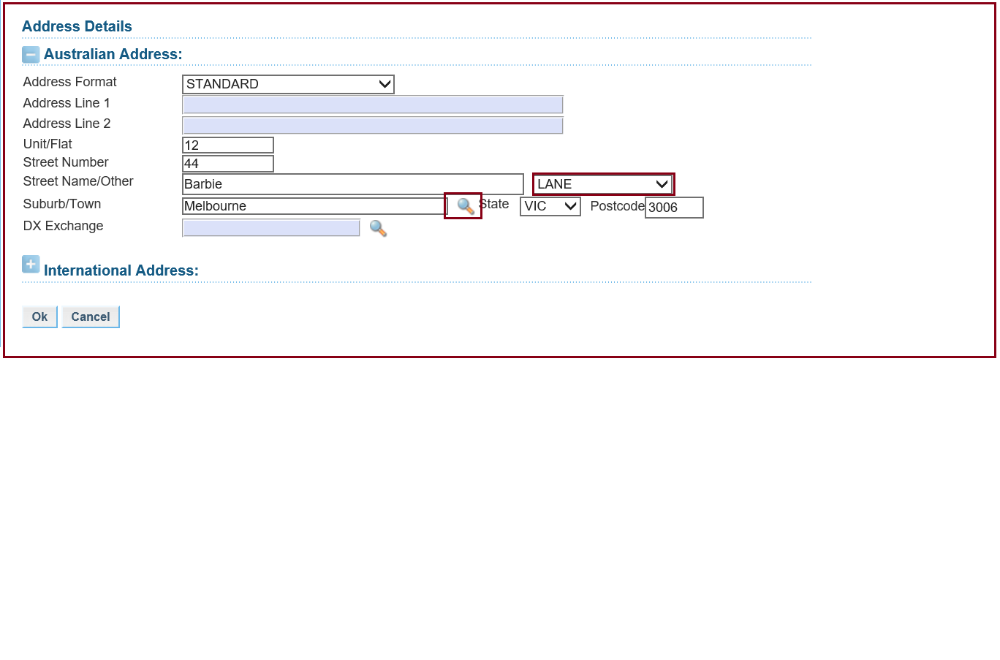 Address Details
Australian Address:
Address Format STANDARD
Address Line 1
Address Line 2
Unit/Flat 12
Street Number 44
Street Name/Other Barbie LANE
Suburb/Town Melbourne State VIC Postcode 3006
DX Exchange
International Address:
Ok Cancel